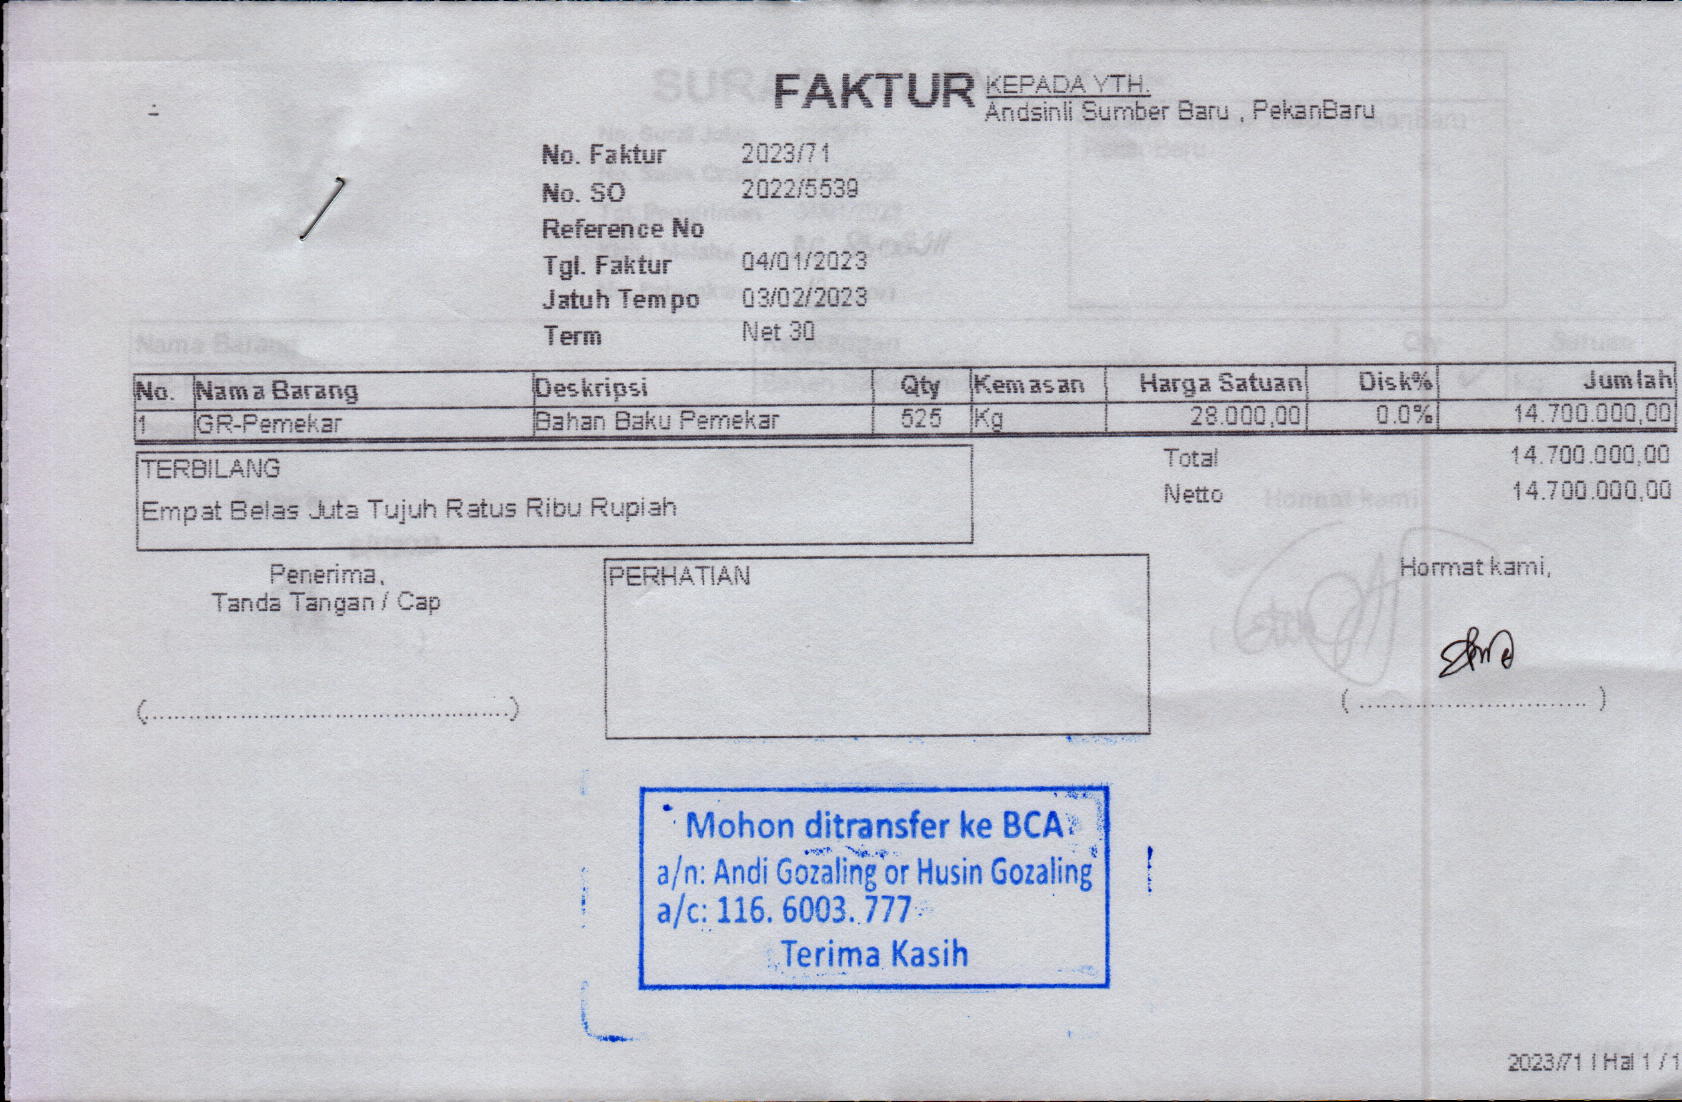 FAKTUR
KEPADA YTH.
Andsinli Sumber Baru , PekanBaru
No. Faktur 2023/71
No. SO 2022/5539
Reference No
Tgl. Faktur 04/01/2023
Jatuh Tempo 03/02/2023
Term Net 30
No. Nama Barang Deskripsi Qty Kemasan Harga Satuan Disk% Jumlah
1 GR-Pemekar Bahan Baku Pemekar 525 Kg 28.000,00 0.0% 14.700.000,00
TERBILANG
Empat Belas Juta Tujuh Ratus Ribu Rupiah
Total 14.700.000,00
Netto 14.700.000,00
Penerima,
Tanda Tangan / Cap
(...............................................)
PERHATIAN
Hormat kami,
( ............................. )
Mohon ditransfer ke BCA
a/n: Andi Gozaling or Husin Gozaling
a/c: 116. 6003. 777
Terima Kasih
2023/71 | Hal 1 / 1